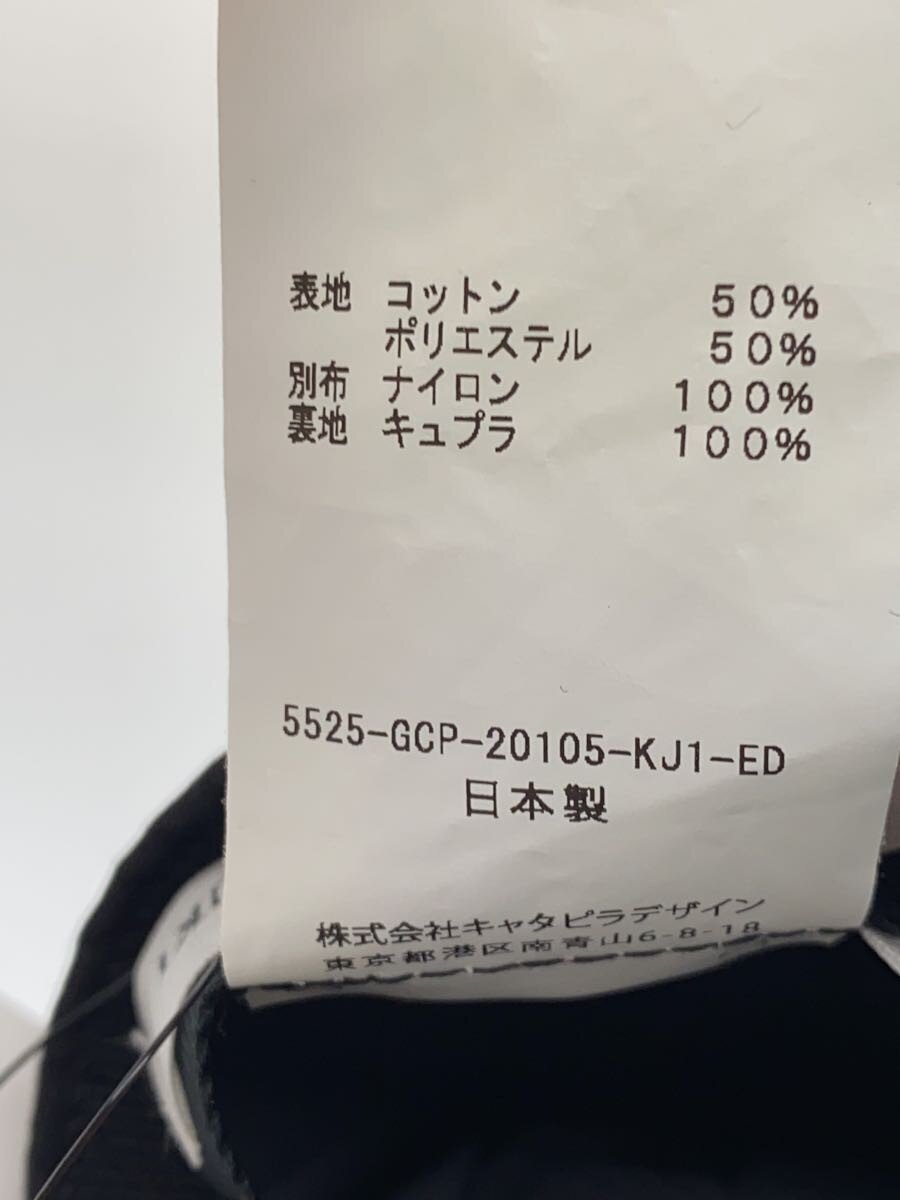 表地 コットン 50%
ポリエステル 50%
別布 ナイロン 100%
裏地 キュプラ 100%
5525-GCP-20105-KJ1-ED
日本製
株式会社キャタピラデザイン
東京都港区南青山6-8-18